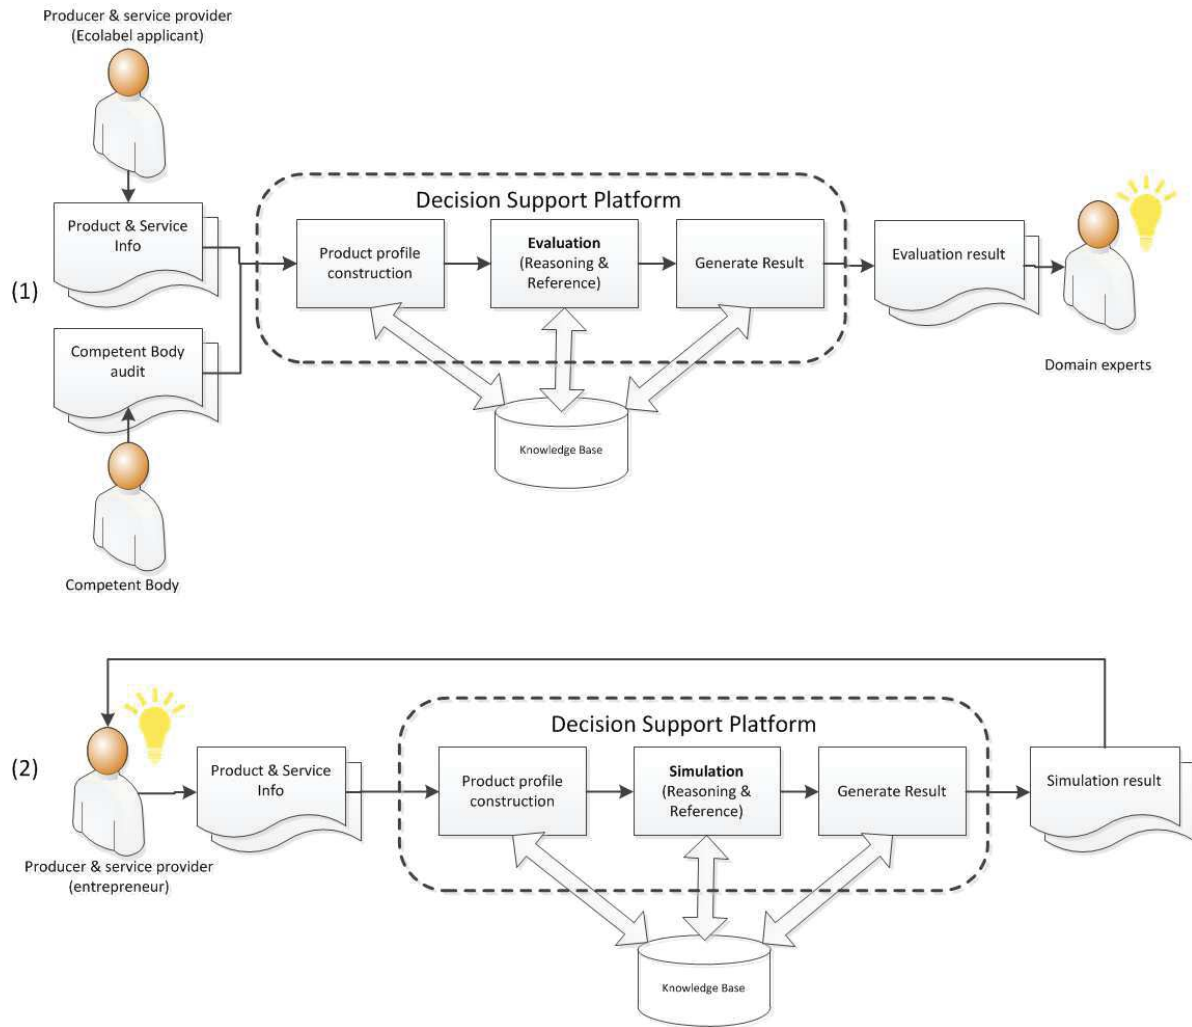 Producer & service provider
(Ecolabel applicant)
Decision Support Platform
Product & Service
Info
Product profile
construction
Evaluation
(Reasoning &
Reference)
Generate Result
Evaluation result
(1)
Competent Body
audit
Domain experts
Knowledge Base
Competent Body
Decision Support Platform
(2)
Product & Service
Info
Product profile
construction
Simulation
(Reasoning &
Reference)
Generate Result
Simulation result
Producer & service provider
(entrepreneur)
Knowledge Base